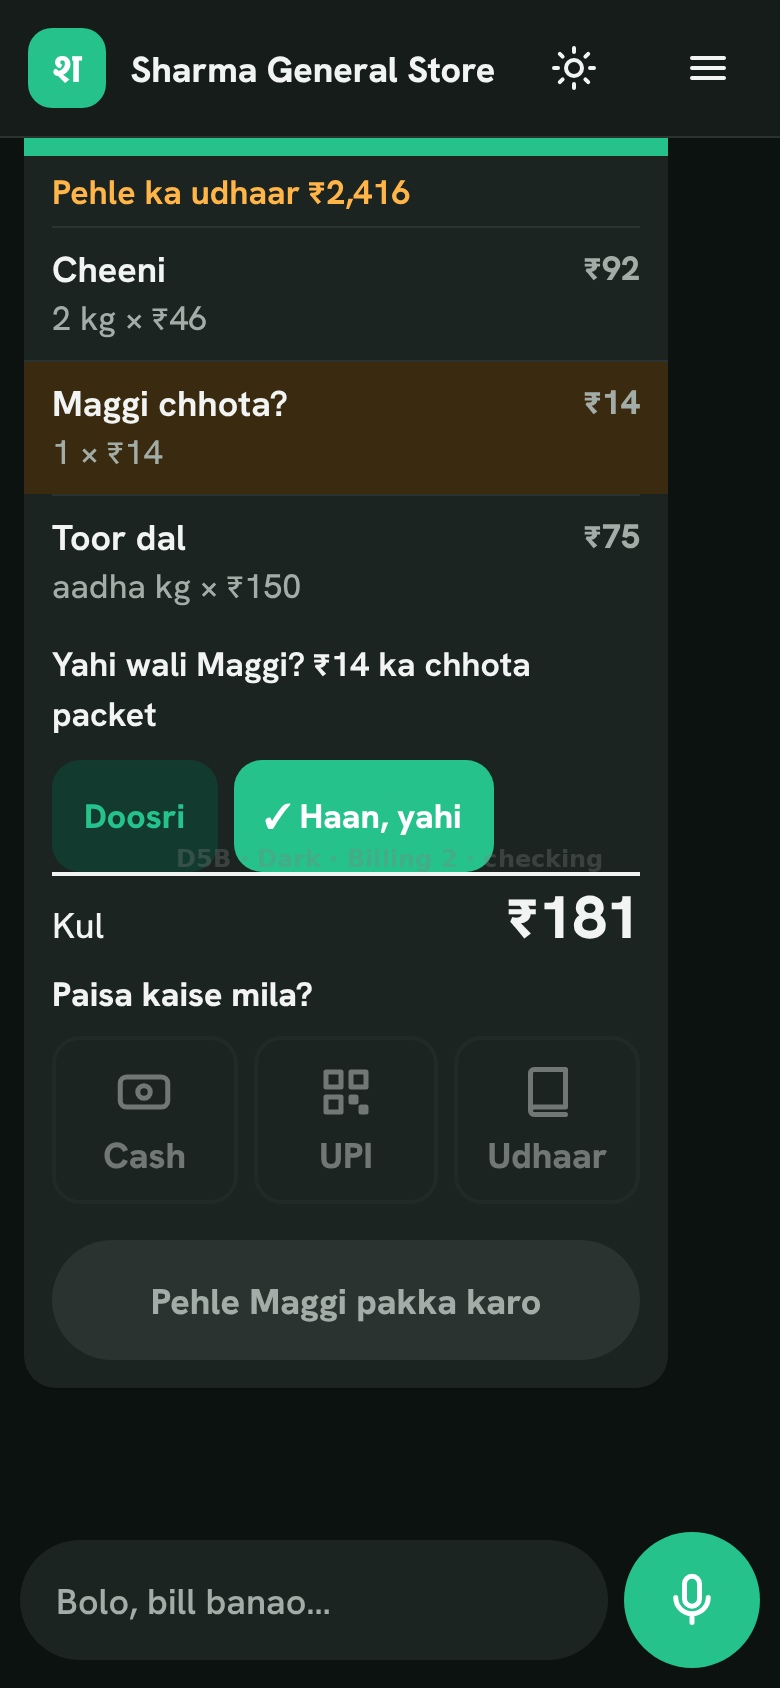 श Sharma General Store
Pehle ka udhaar ₹2,416
Cheeni ₹92
2 kg × ₹46
Maggi chhota? ₹14
1 × ₹14
Toor dal ₹75
aadha kg × ₹150
Yahi wali Maggi? ₹14 ka chhota
packet
Doosri ✓ Haan, yahi
D5B · Dark · Billing 2 · checking
Kul ₹181
Paisa kaise mila?
Cash UPI Udhaar
Pehle Maggi pakka karo
Bolo, bill banao…